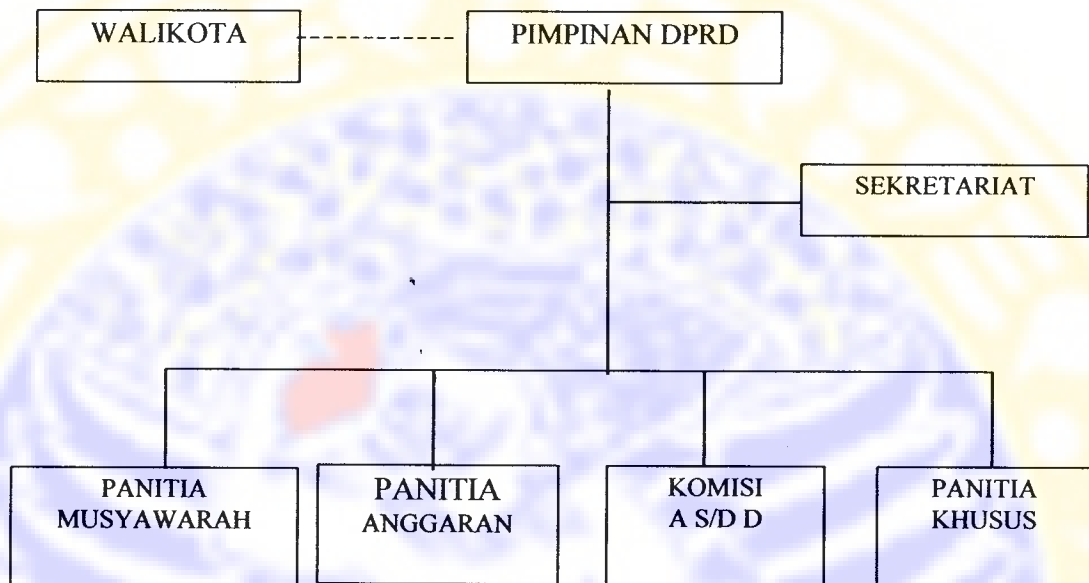 WALIKOTA
PIMPINAN DPRD
SEKRETARIAT
PANITIA
MUSYAWARAH
PANITIA
ANGGARAN
KOMISI
A S/D D
PANITIA
KHUSUS